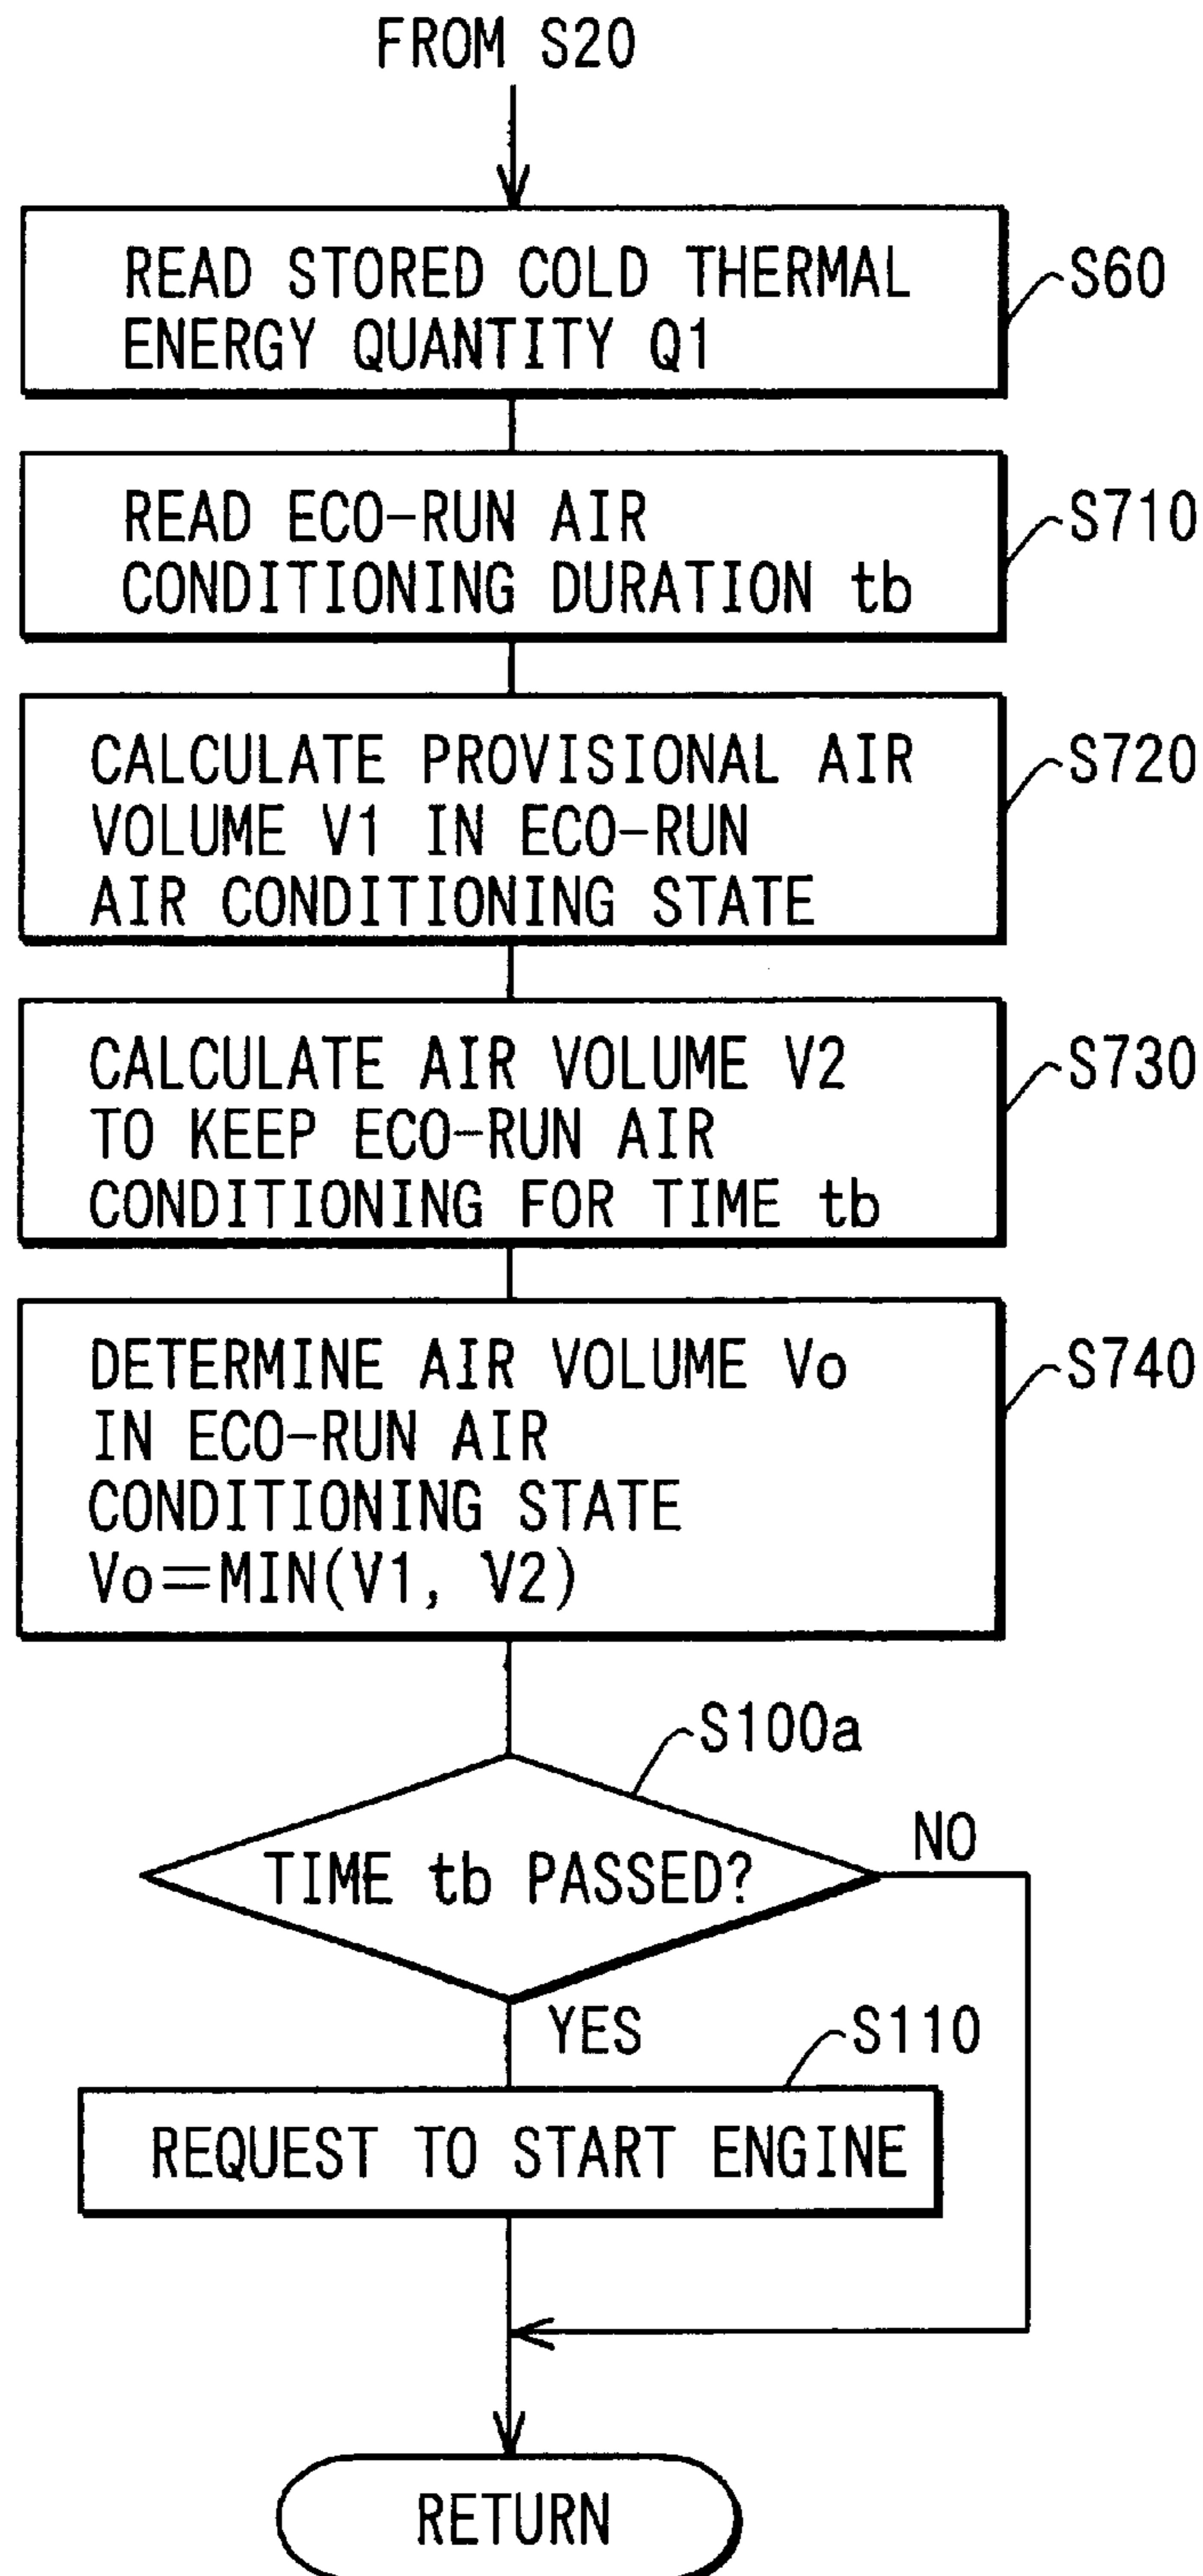 FROM S20
READ STORED COLD THERMAL
ENERGY QUANTITY Q1
S60
READ ECO-RUN AIR
CONDITIONING DURATION tb
S710
CALCULATE PROVISIONAL AIR
VOLUME V1 IN ECO-RUN
AIR CONDITIONING STATE
S720
CALCULATE AIR VOLUME V2
TO KEEP ECO-RUN AIR
CONDITIONING FOR TIME tb
S730
DETERMINE AIR VOLUME Vo
IN ECO-RUN AIR
CONDITIONING STATE
Vo=MIN(V1, V2)
S740
S100a
TIME tb PASSED?
NO
YES
S110
REQUEST TO START ENGINE
RETURN